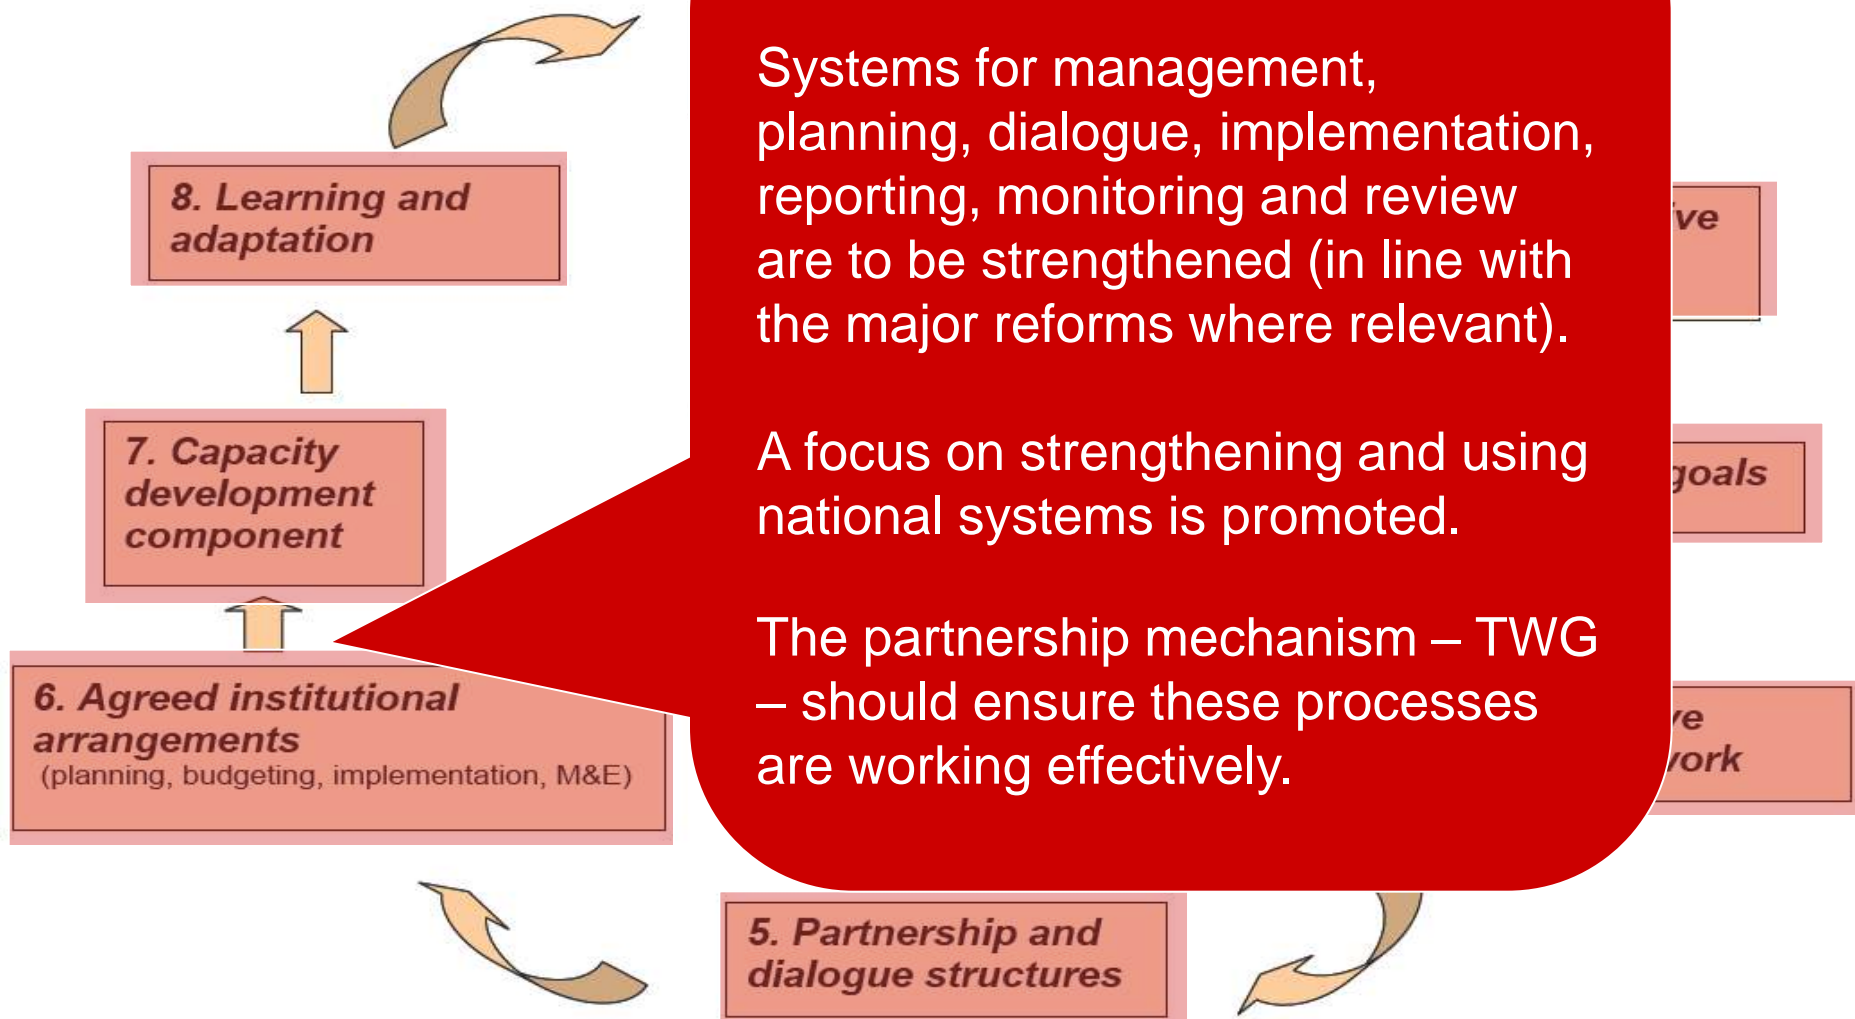 Systems for management,
planning, dialogue, implementation,
reporting, monitoring and review
are to be strengthened (in line with
the major reforms where relevant).
A focus on strengthening and using
national systems is promoted.
The partnership mechanism – TWG
– should ensure these processes
are working effectively.
8. Learning and
adaptation
7. Capacity
development
component
6. Agreed institutional
arrangements
(planning, budgeting, implementation, M&E)
5. Partnership and
dialogue structures
goals